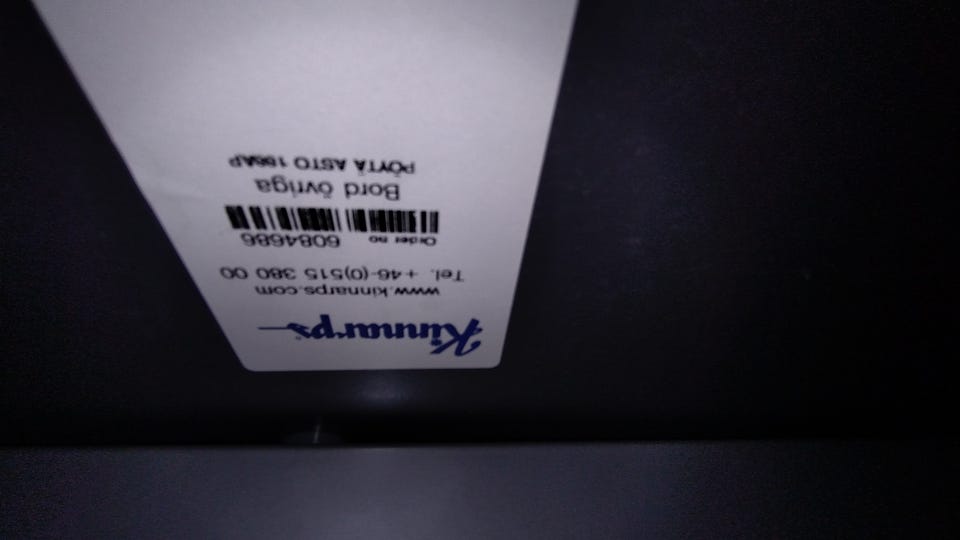 Kinnarps
www.kinnarps.com
Tel. +46-(0)515 380 00
Order no 6084686
Bord övriga
PÖYTÄ ASTO